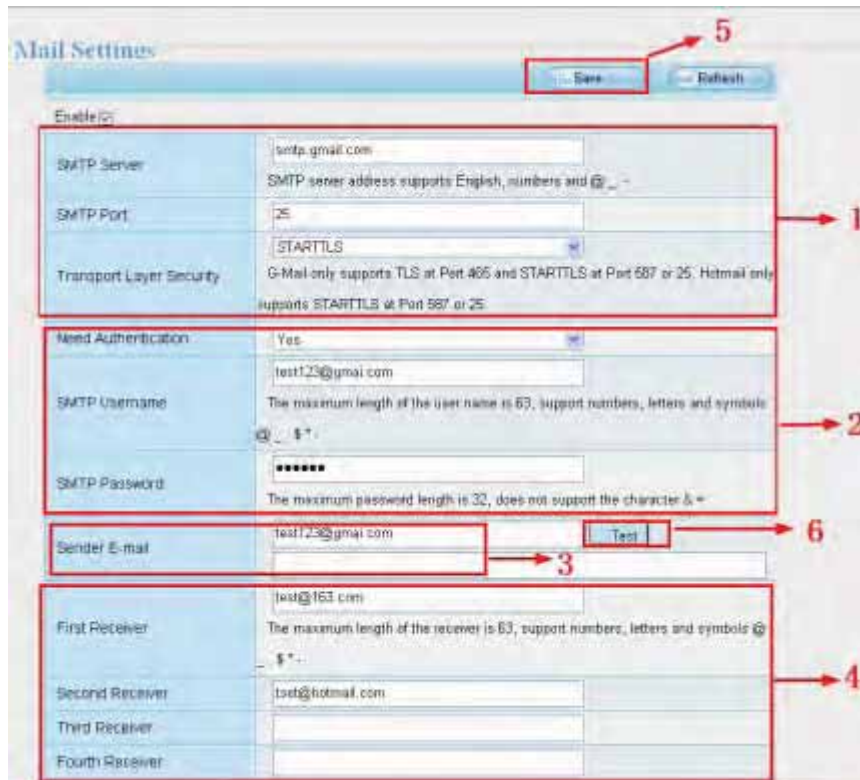 Mail Settings
5
Save
Refresh
Enable
SMTP Server
smtp.gmail.com
SMTP server address supports English, numbers and @ _ -
SMTP Port
25
1
Transport Layer Security
STARTTLS
G-Mail only supports TLS at Port 465 and STARTTLS at Port 587 or 25. Hotmail only
supports STARTTLS at Port 587 or 25.
Need Authentication
Yes
SMTP Username
test123@gmai.com
The maximum length of the user name is 63, support numbers, letters and symbols
@ _ $ * -
2
SMTP Password
••••••
The maximum password length is 32, does not support the character & =
Sender E-mail
test123@gmai.com
Test
6
3
First Receiver
test@163.com
The maximum length of the receiver is 63, support numbers, letters and symbols @
_ $ * -
4
Second Receiver
tset@hotmail.com
Third Receiver
Fourth Receiver